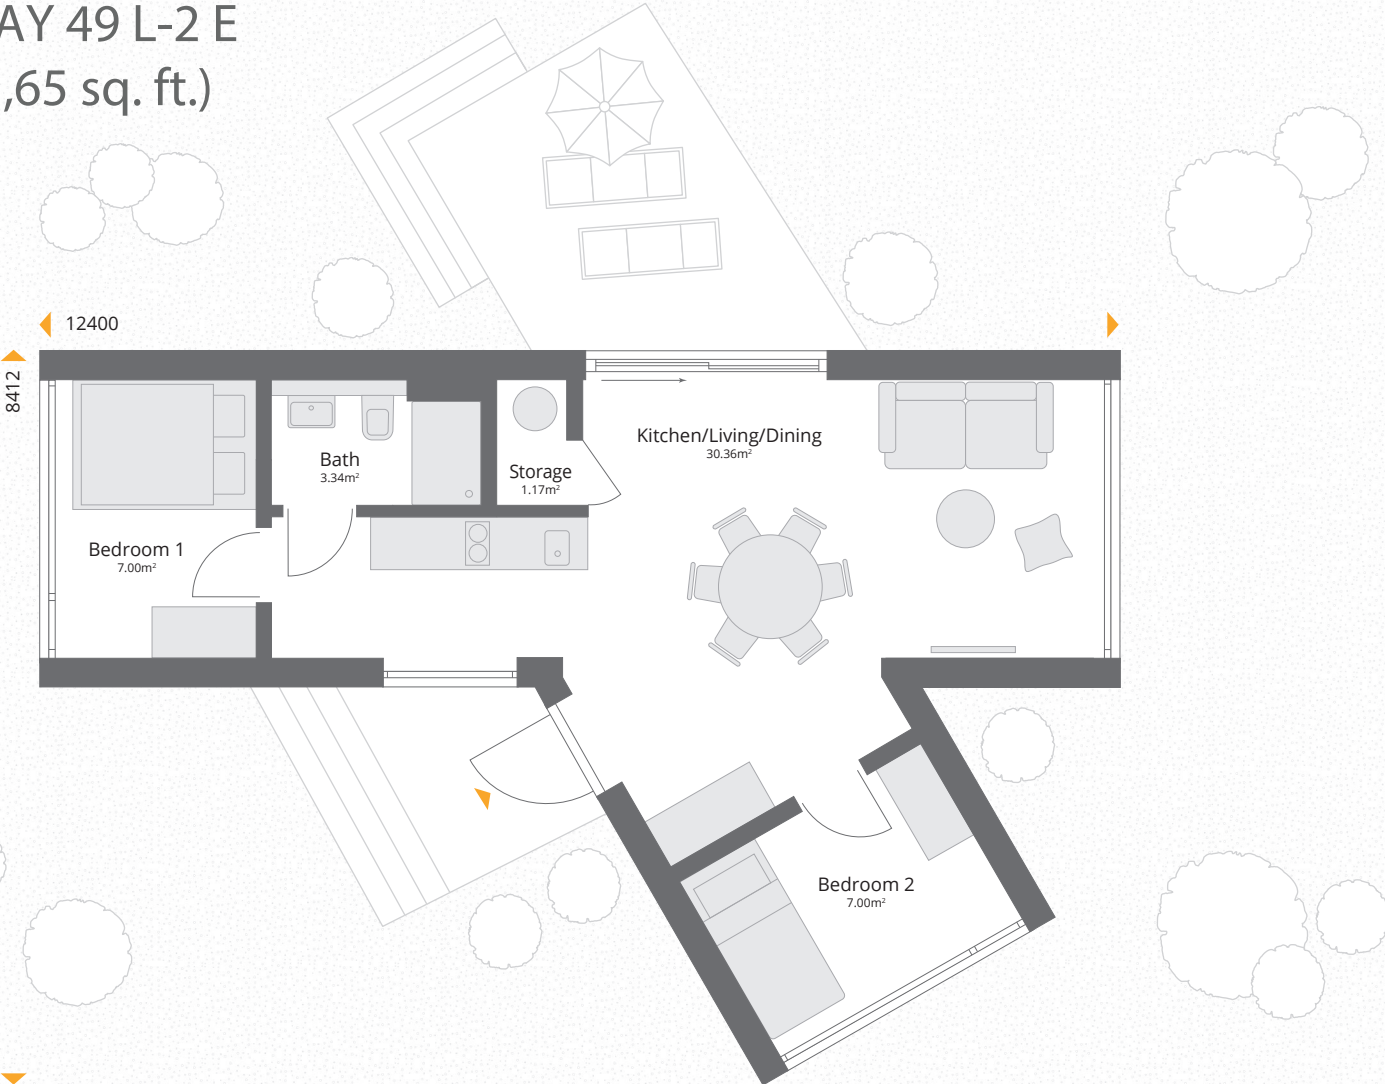 AY 49 L-2 E
,65 sq. ft.)
12400
8412
Kitchen/Living/Dining
30.36m²
Bath
3.34m²
Storage
1.17m²
Bedroom 1
7.00m²
Bedroom 2
7.00m²